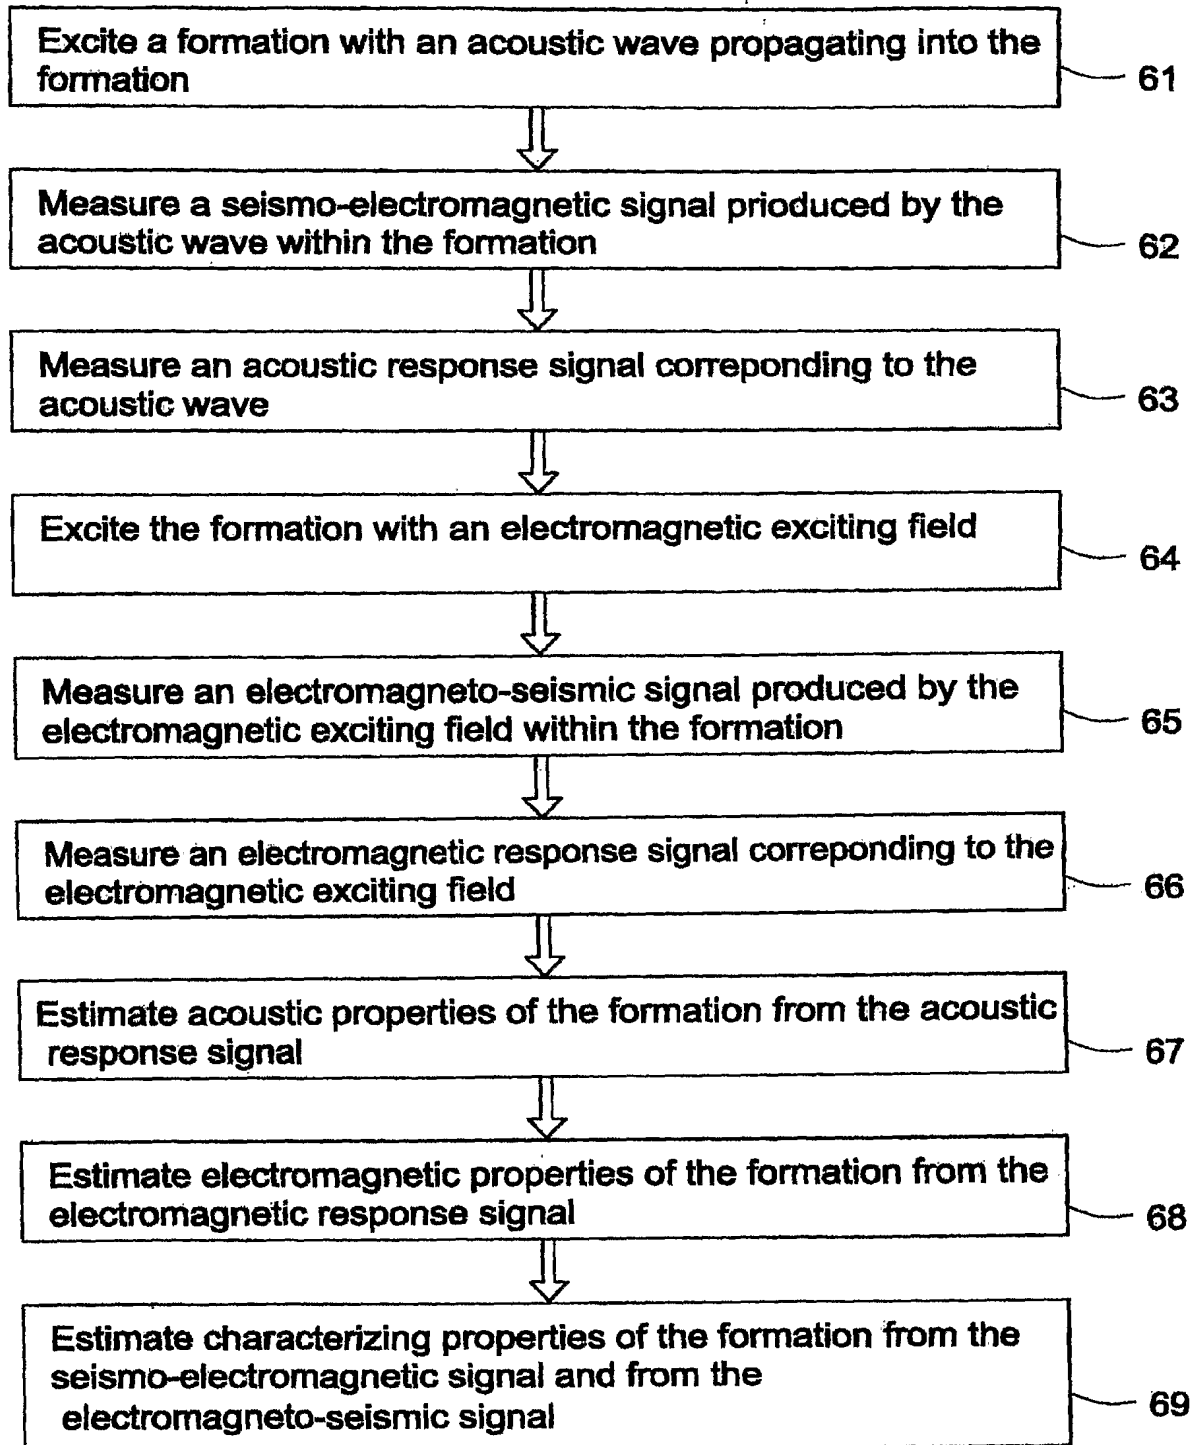 Excite a formation with an acoustic wave propagating into the
formation
61
Measure a seismo-electromagnetic signal prioduced by the
acoustic wave within the formation
62
Measure an acoustic response signal correponding to the
acoustic wave
63
Excite the formation with an electromagnetic exciting field
64
Measure an electromagneto-seismic signal produced by the
electromagnetic exciting field within the formation
65
Measure an electromagnetic response signal correponding to the
electromagnetic exciting field
66
Estimate acoustic properties of the formation from the acoustic
response signal
67
Estimate electromagnetic properties of the formation from the
electromagnetic response signal
68
Estimate characterizing properties of the formation from the
seismo-electromagnetic signal and from the
electromagneto-seismic signal
69